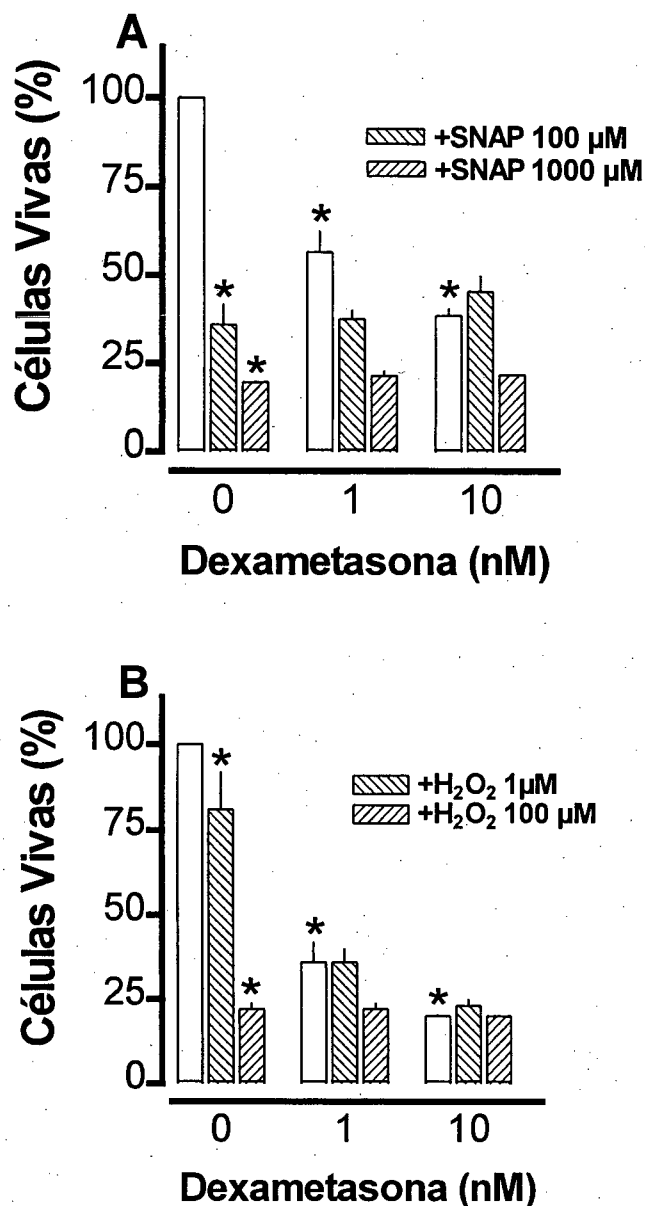 A
Células Vivas (%)
100
75
50
25
0
+SNAP 100 µM
+SNAP 1000 µM
*
*
*
*
0 1 10
Dexametasona (nM)
B
Células Vivas (%)
100
75
50
25
0
+H₂O₂ 1µM
+H₂O₂ 100 µM
*
*
*
*
0 1 10
Dexametasona (nM)